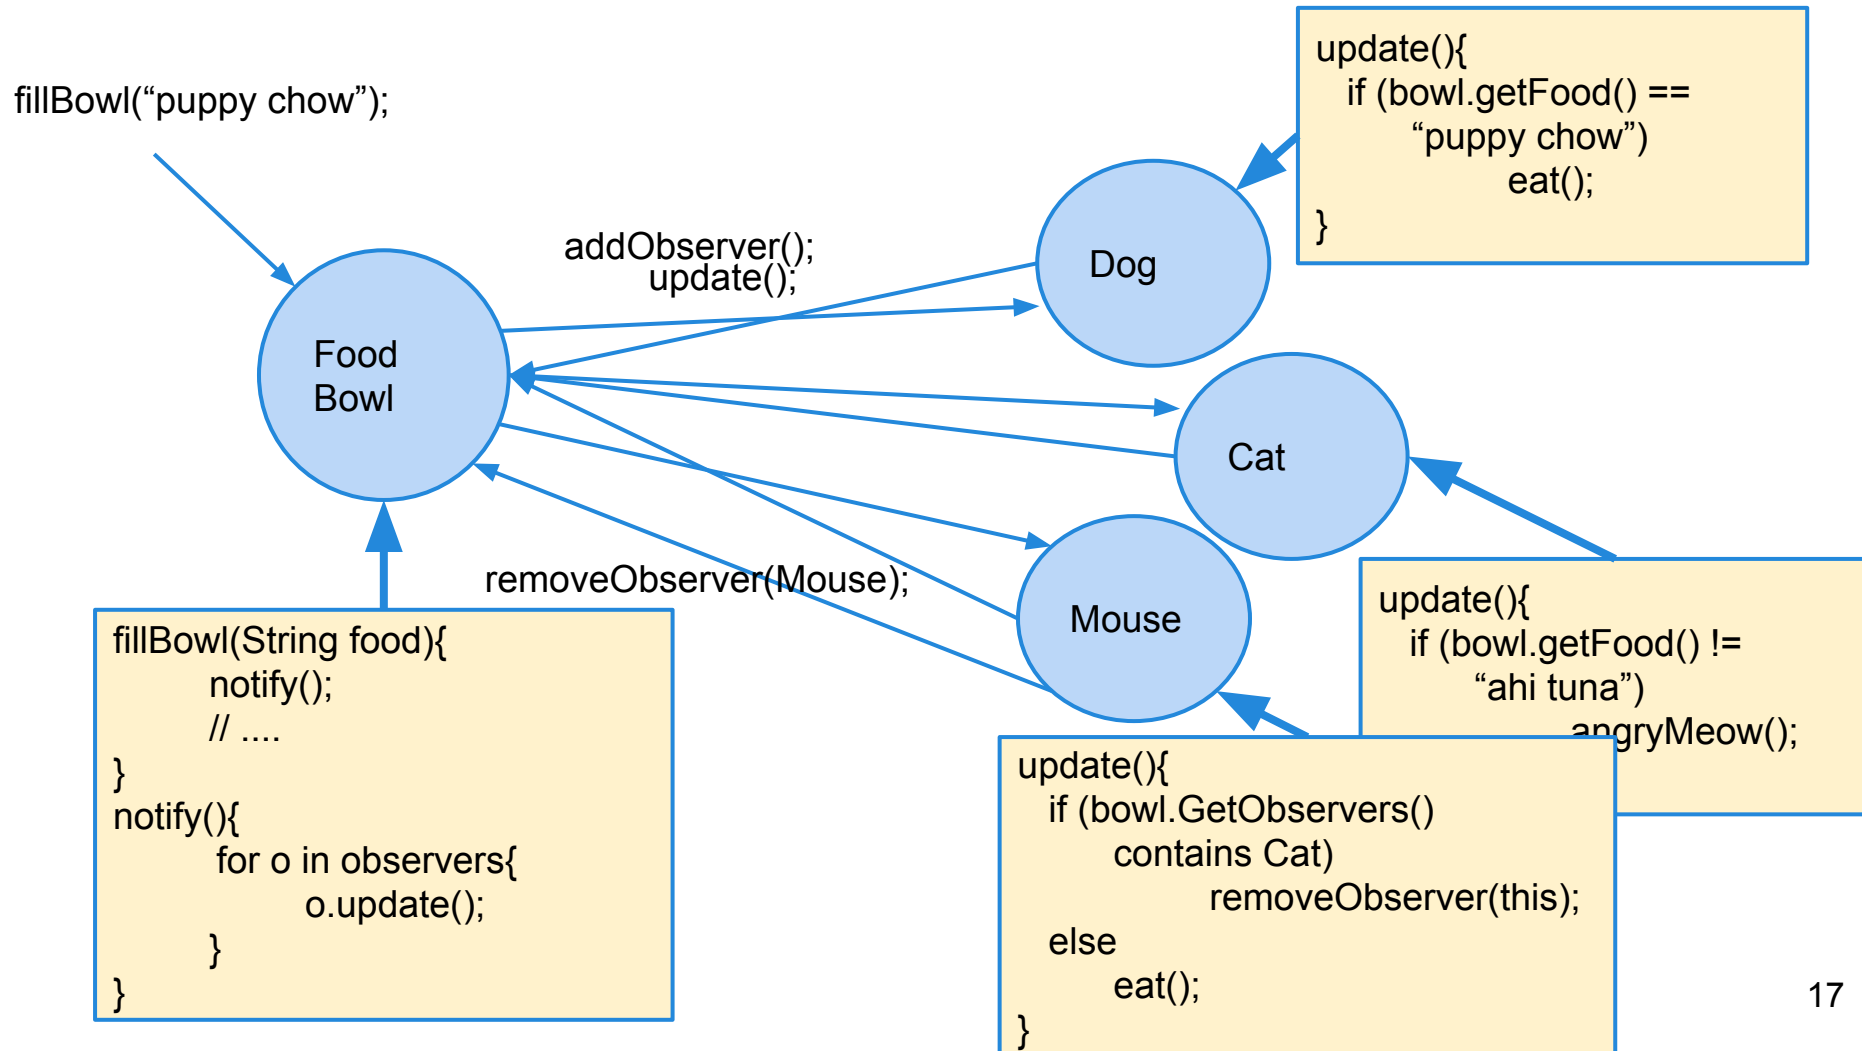 fillBowl(“puppy chow”);
update(){
if (bowl.getFood() ==
“puppy chow”)
eat();
}
addObserver();
update();
Dog
Food
Bowl
Cat
removeObserver(Mouse);
Mouse
fillBowl(String food){
notify();
// ....
}
notify(){
for o in observers{
o.update();
}
}
update(){
if (bowl.getFood() !=
“ahi tuna”)
angryMeow();
update(){
if (bowl.GetObservers()
contains Cat)
removeObserver(this);
else
eat();
}
17